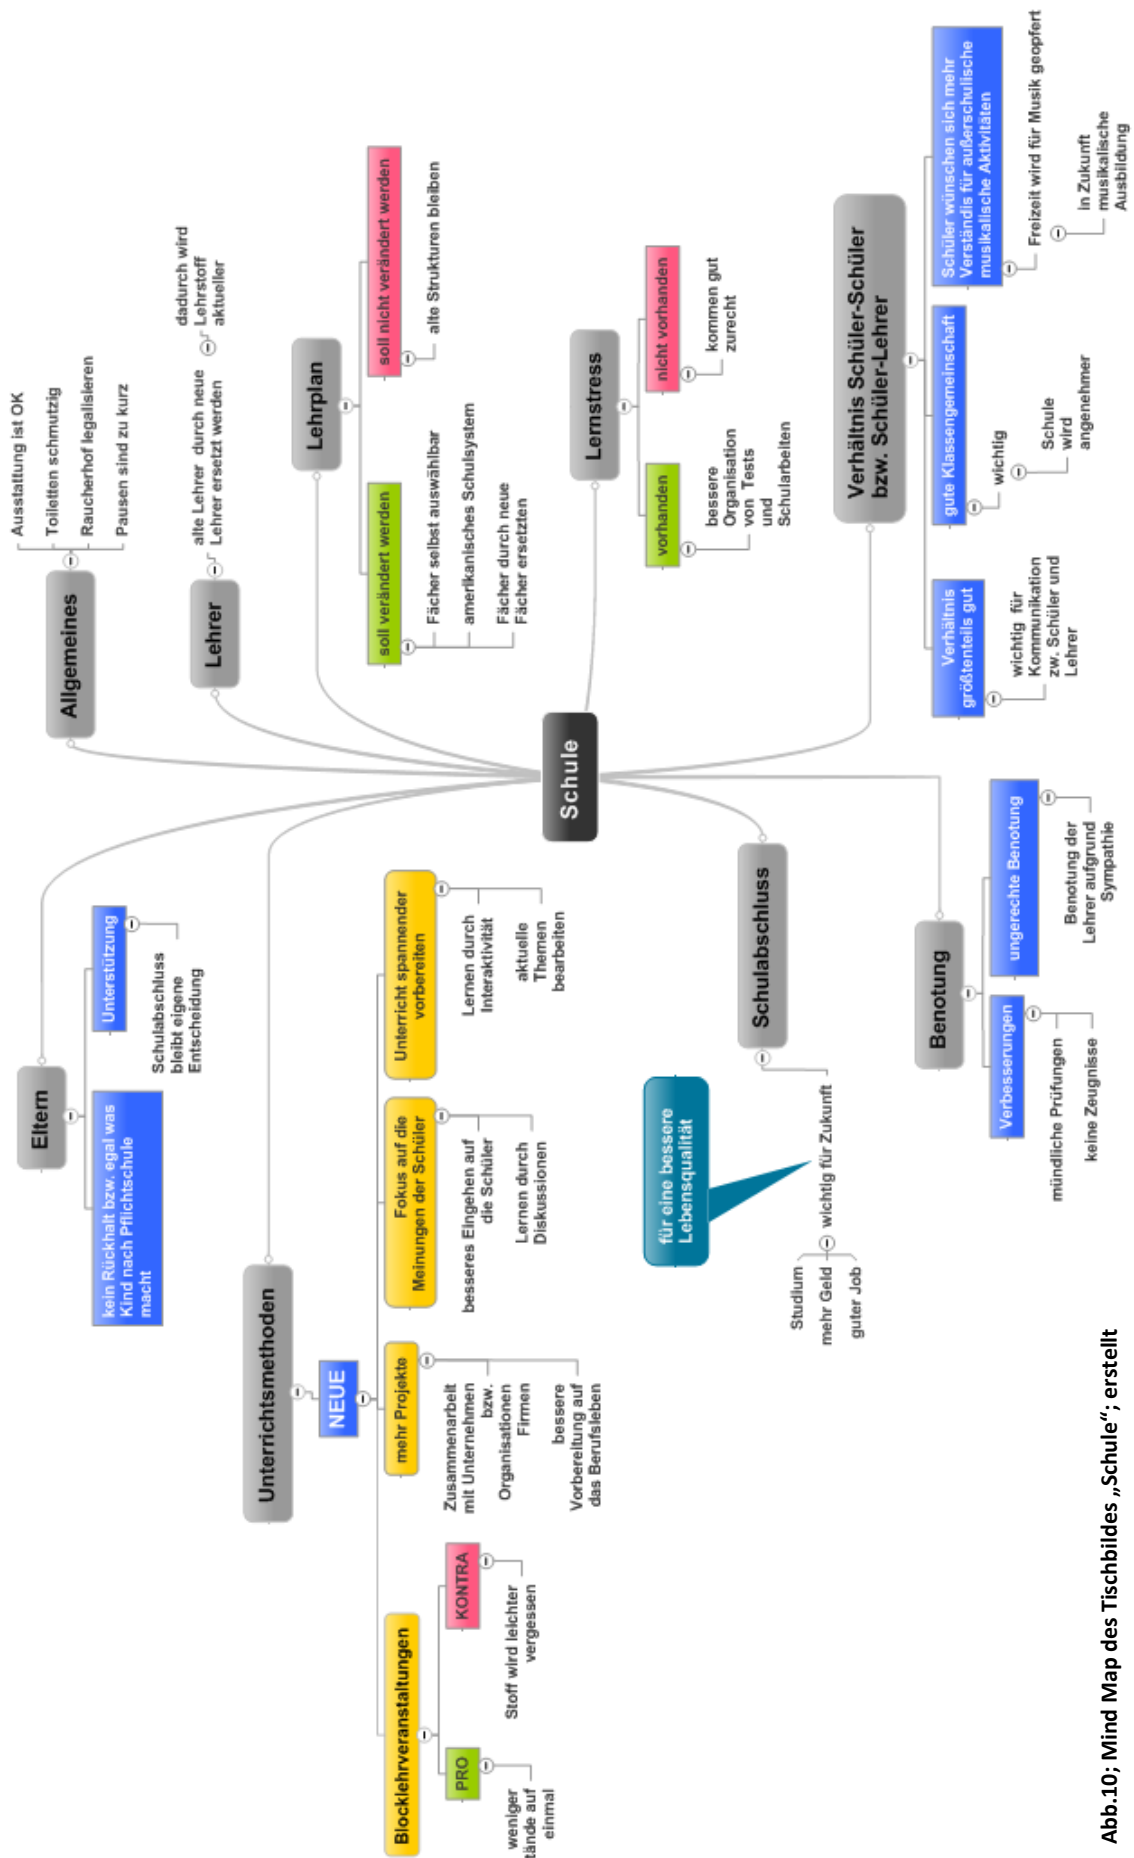 Schule
Allgemeines
Ausstattung ist OK
Toiletten schmutzig
Raucherhof legalisieren
Pausen sind zu kurz
Lehrer
alte Lehrer durch neue
Lehrer ersetzt werden
dadurch wird
Lehrstoff
aktueller
Lehrplan
soll verändert werden
Fächer selbst auswählbar
amerikanisches Schulsystem
Fächer durch neue
Fächer ersetzten
soll nicht verändert werden
alte Strukturen bleiben
Lernstress
vorhanden
bessere
Organisation
von Tests
und
Schularbeiten
nicht vorhanden
kommen gut
zurecht
Verhältnis Schüler-Schüler
bzw. Schüler-Lehrer
Verhältnis
größtenteils gut
wichtig für
Kommunikation
zw. Schüler und
Lehrer
gute Klassengemeinschaft
wichtig
Schule
wird
angenehmer
Schüler wünschen sich mehr
Verständis für außerschulische
musikalische Aktivitäten
Freizeit wird für Musik geopfert
in Zukunft
musikalische
Ausbildung
Eltern
kein Rückhalt bzw. egal was
Kind nach Pflichtschule
macht
Unterstützung
Schulabschluss
bleibt eigene
Entscheidung
Unterrichtsmethoden
NEUE
Blocklehrveranstaltungen
PRO
weniger
tände auf
einmal
KONTRA
Stoff wird leichter
vergessen
mehr Projekte
Zusammenarbeit
mit Unternehmen
bzw.
Organisationen
Firmen
bessere
Vorbereitung auf
das Berufsleben
Fokus auf die
Meinungen der Schüler
besseres Eingehen auf
die Schüler
Lernen durch
Diskussionen
Unterricht spannender
vorbereiten
Lernen durch
Interaktivität
aktuelle
Themen
bearbeiten
Schulabschluss
wichtig für Zukunft
für eine bessere
Lebensqualität
Studium
mehr Geld
guter Job
Benotung
Verbesserungen
mündliche Prüfungen
keine Zeugnisse
ungerechte Benotung
Benotung der
Lehrer aufgrund
Sympathie
Abb.10; Mind Map des Tischbildes „Schule“; erstellt